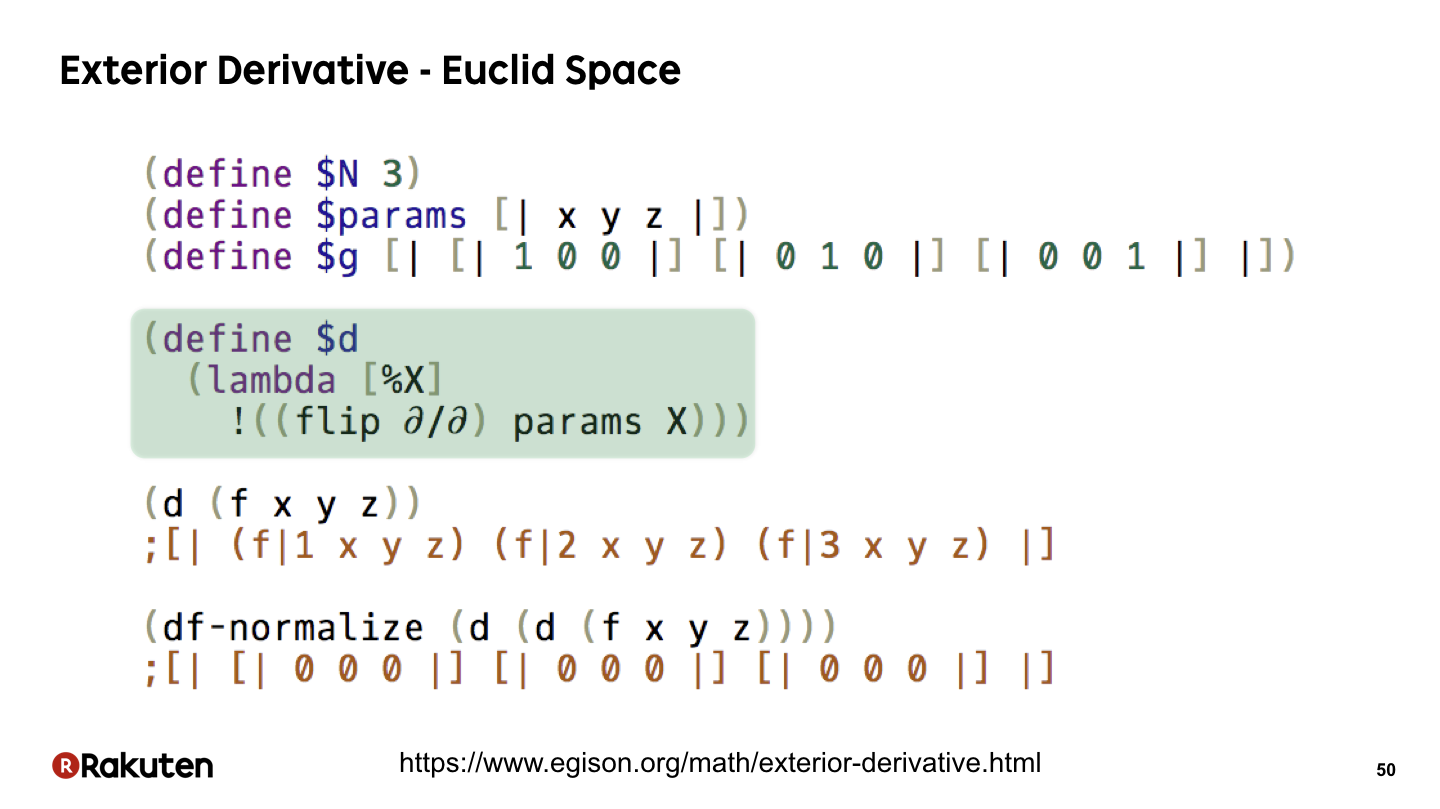 Exterior Derivative - Euclid Space
(define $N 3)
(define $params [| x y z |])
(define $g [| [| 1 0 0 |] [| 0 1 0 |] [| 0 0 1 |] |])
(define $d
  (lambda [%X]
    !((flip ∂/∂) params X)))
(d (f x y z))
;[| (f|1 x y z) (f|2 x y z) (f|3 x y z) |]
(df-normalize (d (d (f x y z))))
;[| [| 0 0 0 |] [| 0 0 0 |] [| 0 0 0 |] |]
R Rakuten
https://www.egison.org/math/exterior-derivative.html
50